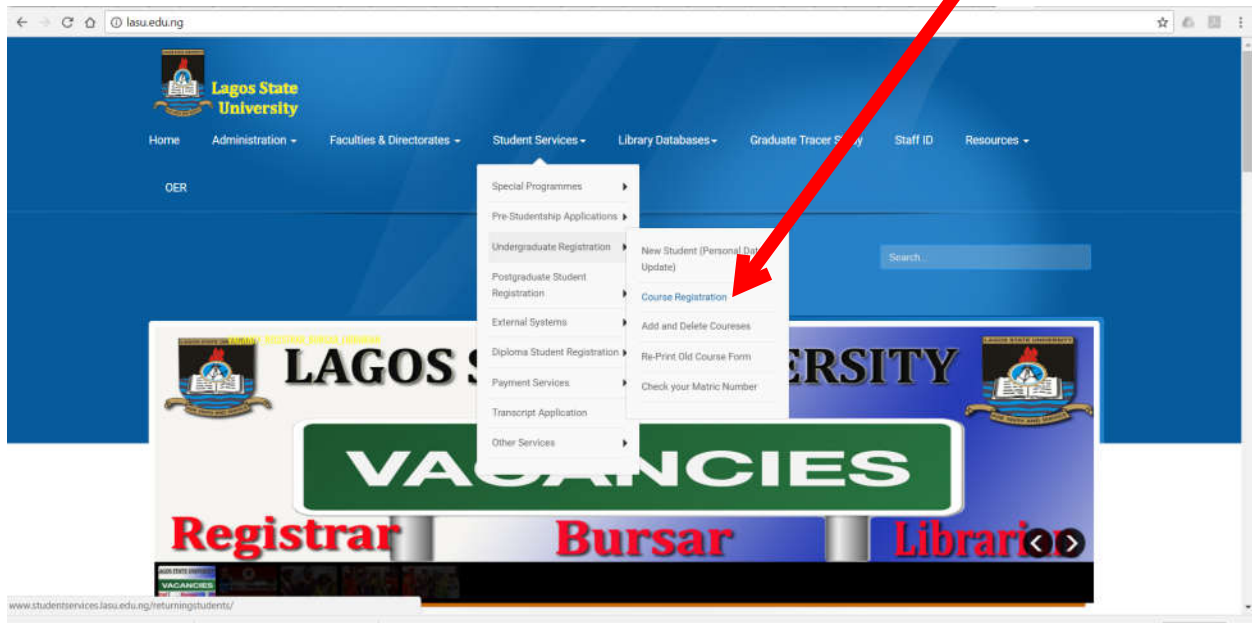 lasu.edu.ng
Lagos State
University
Home Administration Faculties & Directorates Student Services Library Databases Graduate Tracer Staff ID Resources
OER
Special Programmes
Pre-Studentship Applications
Undergraduate Registration
Postgraduate Student
Registration
External Systems
Diploma Student Registration
Payment Services
Transcript Application
Other Services
New Student (Personal
Update)
Course Registration
Add and Delete Coureses
Re-Print Old Course Form
Check your Matric Number
Search...
LAGOS S ERSITY
VACANCIES
Registrar Bursar Librarian
VACANCIES
www.studentservices.lasu.edu.ng/returningstudents/